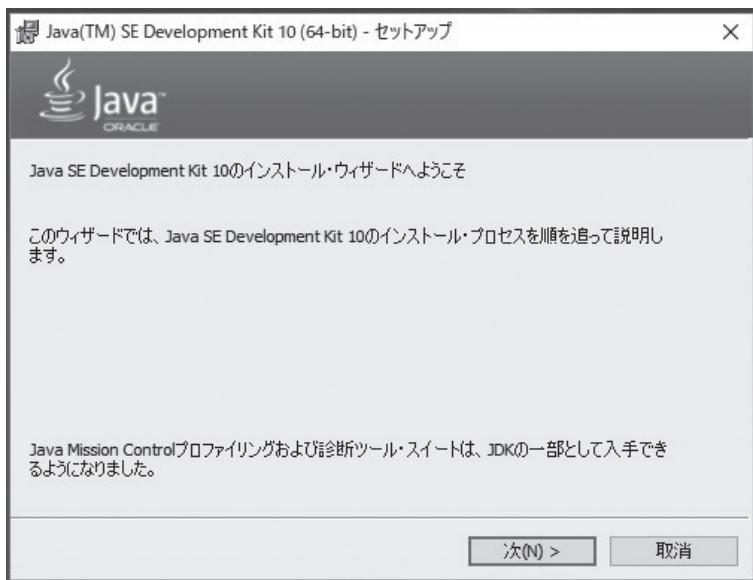 Java(TM) SE Development Kit 10 (64-bit) - セットアップ
Java™
ORACLE
Java SE Development Kit 10のインストール・ウィザードへようこそ
このウィザードでは、Java SE Development Kit 10のインストール・プロセスを順を追って説明し
ます。
Java Mission Controlプロファイリングおよび診断ツール・スイートは、JDKの一部として入手でき
るようになりました。
次(N) >
取消